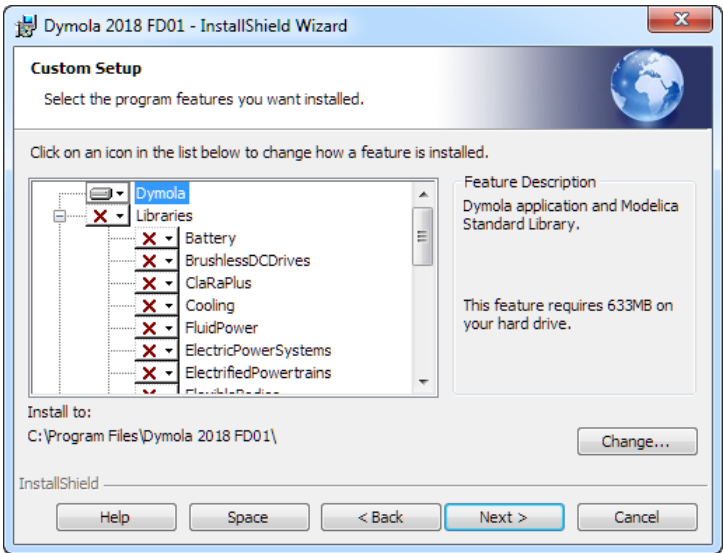 Dymola 2018 FD01 - InstallShield Wizard
Custom Setup
Select the program features you want installed.
Click on an icon in the list below to change how a feature is installed.
Dymola
Libraries
Battery
BrushlessDCDrives
ClaRaPlus
Cooling
FluidPower
ElectricPowerSystems
ElectrifiedPowertrains
Feature Description
Dymola application and Modelica
Standard Library.
This feature requires 633MB on
your hard drive.
Install to:
C:\Program Files\Dymola 2018 FD01\
Change...
InstallShield
Help
Space
< Back
Next >
Cancel